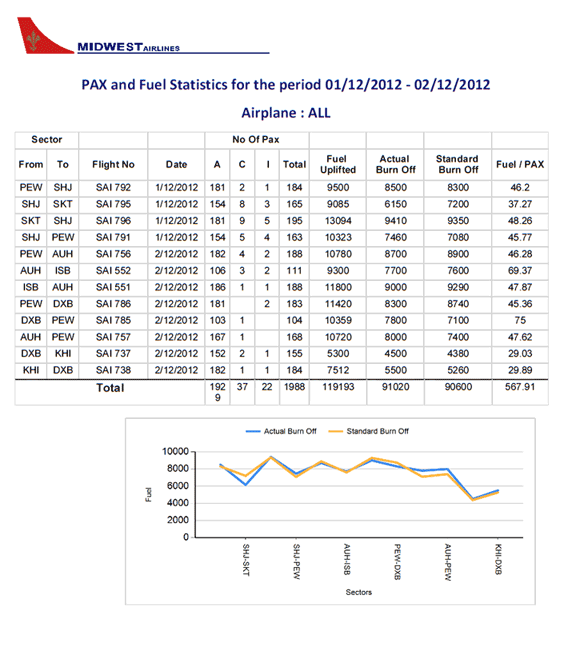 MIDWEST AIRLINES
PAX and Fuel Statistics for the period 01/12/2012 - 02/12/2012
Airplane : ALL
Sector No Of Pax
From To Flight No Date A C I Total Fuel Uplifted Actual Burn Off Standard Burn Off Fuel / PAX
PEW SHJ SAI 792 1/12/2012 181 2 1 184 9500 8500 8300 46.2
SHJ SKT SAI 795 1/12/2012 154 8 3 165 9085 6150 7200 37.27
SKT SHJ SAI 796 1/12/2012 181 9 5 195 13094 9410 9350 48.26
SHJ PEW SAI 791 1/12/2012 154 5 4 163 10323 7460 7080 45.77
PEW AUH SAI 756 2/12/2012 182 4 2 188 10780 8700 8900 46.28
AUH ISB SAI 552 2/12/2012 106 3 2 111 9300 7700 7600 69.37
ISB AUH SAI 551 2/12/2012 186 1 1 188 11800 9000 9290 47.87
PEW DXB SAI 786 2/12/2012 181 2 183 11420 8300 8740 45.36
DXB PEW SAI 785 2/12/2012 103 1 104 10359 7800 7100 75
AUH PEW SAI 757 2/12/2012 167 1 168 10720 8000 7400 47.62
DXB KHI SAI 737 2/12/2012 152 2 1 155 5300 4500 4380 29.03
KHI DXB SAI 738 2/12/2012 182 1 1 184 7512 5500 5260 29.89
Total 1929 37 22 1988 119193 91020 90600 567.91
Actual Burn Off Standard Burn Off
10000
8000
6000
4000
2000
0
Fuel
SHJ-SKT SHJ-PEW AUH-ISB PEW-DXB AUH-PEW KHI-DXB
Sectors